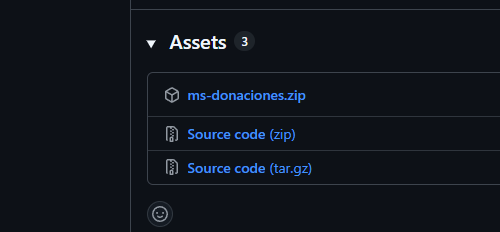 Assets 3
ms-donaciones.zip
Source code (zip)
Source code (tar.gz)